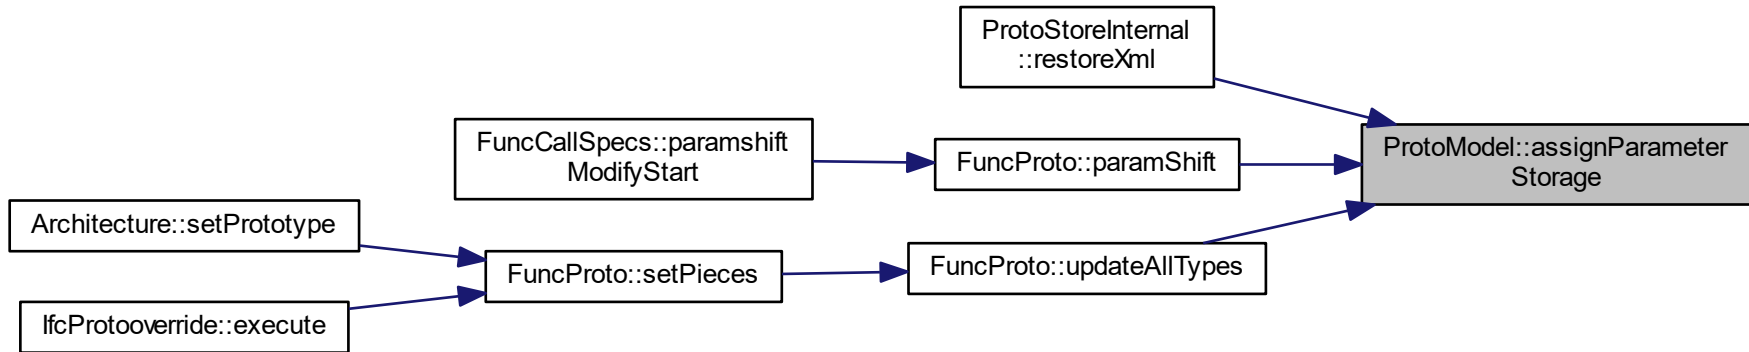 ProtoStoreInternal
::restoreXml
FuncCallSpecs::paramshift
ModifyStart
FuncProto::paramShift
ProtoModel::assignParameter
Storage
Architecture::setPrototype
FuncProto::setPieces
FuncProto::updateAllTypes
IfcProtooverride::execute